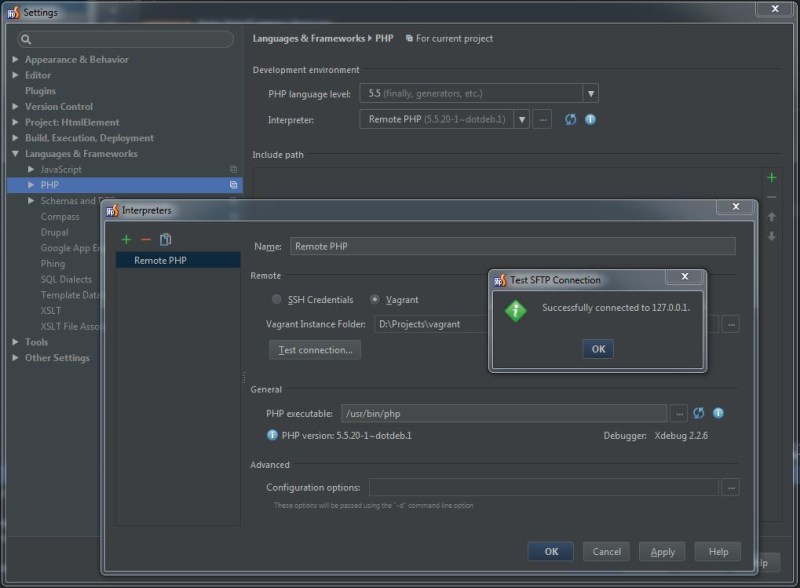 Settings
Languages & Frameworks ▸ PHP For current project
Appearance & Behavior
Editor
Plugins
Version Control
Project: HtmlElement
Build, Execution, Deployment
Languages & Frameworks
JavaScript
PHP
Schemas and
Compass
Drupal
Google App
Phing
SQL Dialects
Template Data
XSLT
XSLT File
Tools
Other Settings
Development environment
PHP language level: 5.5 (finally, generators, etc.)
Interpreter: Remote PHP (5.5.20-1~dotdeb.1) ...
Include path
Interpreters
Remote PHP
Name: Remote PHP
Remote
SSH Credentials Vagrant
Vagrant Instance Folder: D:\Projects\vagrant ...
Test connection...
Test SFTP Connection
Successfully connected to 127.0.0.1.
OK
General
PHP executable: /usr/bin/php ...
PHP version: 5.5.20-1~dotdeb.1 Debugger: Xdebug 2.2.6
Advanced
Configuration options: ...
These options will be passed using the "-d" command line option
OK Cancel Apply Help